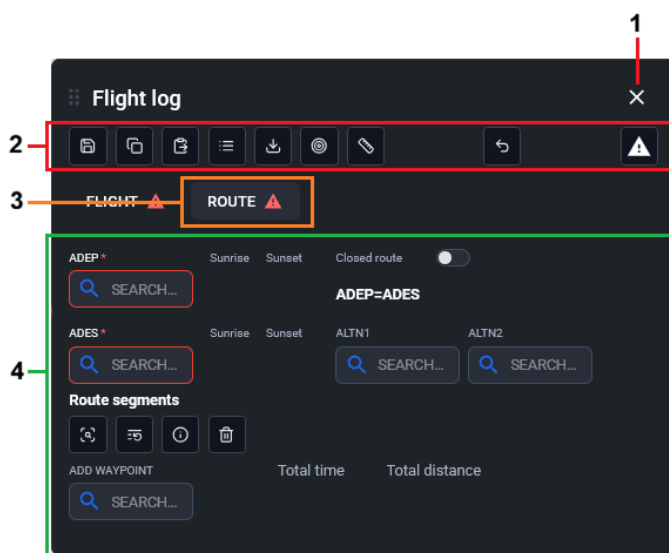 1
Flight log
2
3
FLIGHT
ROUTE
4
ADEP *
Sunrise Sunset Closed route
SEARCH...
ADEP=ADES
ADES *
Sunrise Sunset ALTN1 ALTN2
SEARCH... SEARCH... SEARCH...
Route segments
ADD WAYPOINT
Total time Total distance
SEARCH...